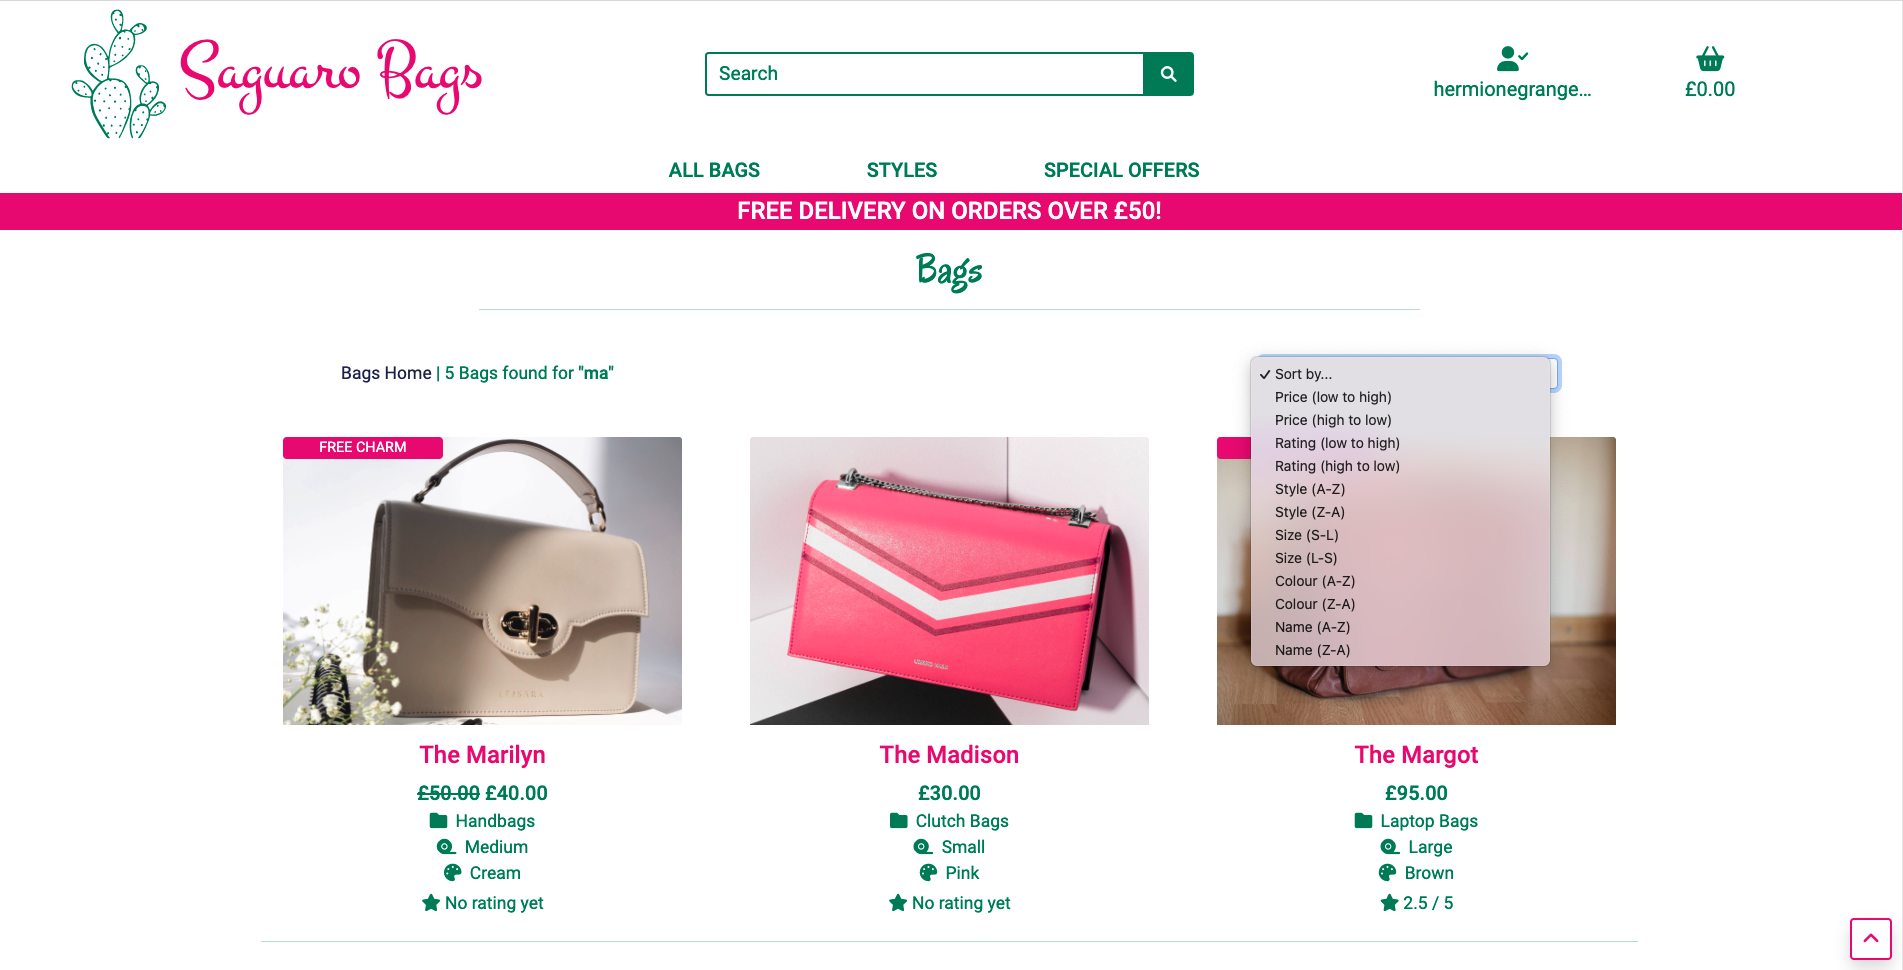 Saguaro Bags
Search
hermionegrange...
£0.00
ALL BAGS
STYLES
SPECIAL OFFERS
FREE DELIVERY ON ORDERS OVER £50!
Bags
Bags Home | 5 Bags found for "ma"
Sort by...
Price (low to high)
Price (high to low)
Rating (low to high)
Rating (high to low)
Style (A-Z)
Style (Z-A)
Size (S-L)
Size (L-S)
Colour (A-Z)
Colour (Z-A)
Name (A-Z)
Name (Z-A)
FREE CHARM
The Marilyn
£50.00 £40.00
Handbags
Medium
Cream
No rating yet
The Madison
£30.00
Clutch Bags
Small
Pink
No rating yet
The Margot
£95.00
Laptop Bags
Large
Brown
2.5 / 5